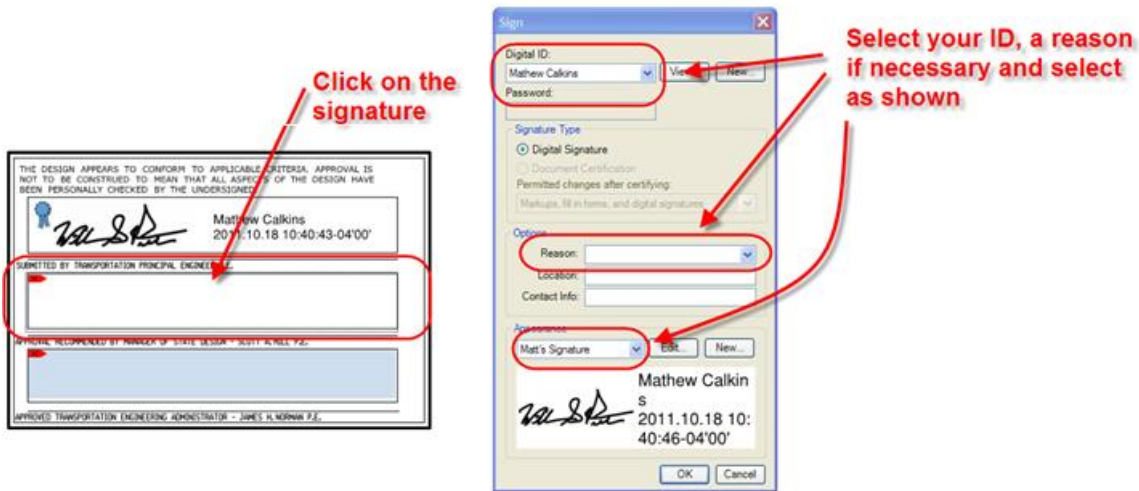 Click on the
signature
THE DESIGN APPEARS TO CONFORM TO APPLICABLE CRITERIA. APPROVAL IS
NOT TO BE CONSTRUED TO MEAN THAT ALL ASPECTS OF THE DESIGN HAVE
BEEN PERSONALLY CHECKED BY THE UNDERSIGNED
Mathew Calkins
2011.10.18 10:40:43-04'00'
SUBMITTED BY TRANSPORTATION PRINCIPAL ENGINEER
APPROVAL RECOMMENDED BY MANAGER OF STATE DESIGN - SCOTT P.E.
APPROVED TRANSPORTATION ENGINEERING ADMINISTRATOR - JAMES H. NORMAN P.E.
Sign
Digital ID:
Mathew Calkins
View
New...
Password:
Signature Type
Digital Signature
Document Certification
Permitted changes after certifying:
Markups, fill in forms, and digital signatures
Options
Reason:
Location:
Contact Info:
Appearance
Matt's Signature
Edit...
New...
Mathew Calkin
s
2011.10.18 10:
40:46-04'00'
OK
Cancel
Select your ID, a reason
if necessary and select
as shown